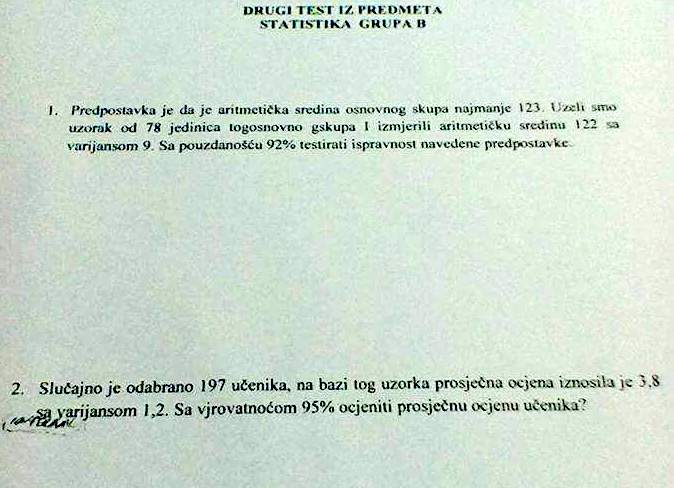 DRUGI TEST IZ PREDMETA
STATISTIKA GRUPA B
1. Predpostavka je da je aritmetička sredina osnovnog skupa najmanje 123. Uzeli smo
uzorak od 78 jedinica togosnovno gskupa I izmjerili aritmetičku sredinu 122 sa
varijansom 9. Sa pouzdanošću 92% testirati ispravnost navedene predpostavke.
2. Slučajno je odabrano 197 učenika, na bazi tog uzorka prosječna ocjena iznosila je 3,8
sa varijansom 1,2. Sa vjrovatnoćom 95% ocjeniti prosječnu ocjenu učenika?